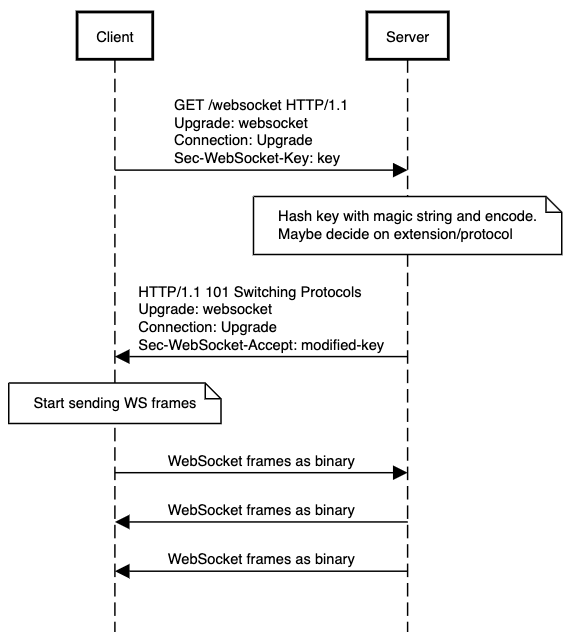 Client
Server
GET /websocket HTTP/1.1
Upgrade: websocket
Connection: Upgrade
Sec-WebSocket-Key: key
Hash key with magic string and encode.
Maybe decide on extension/protocol
HTTP/1.1 101 Switching Protocols
Upgrade: websocket
Connection: Upgrade
Sec-WebSocket-Accept: modified-key
Start sending WS frames
WebSocket frames as binary
WebSocket frames as binary
WebSocket frames as binary